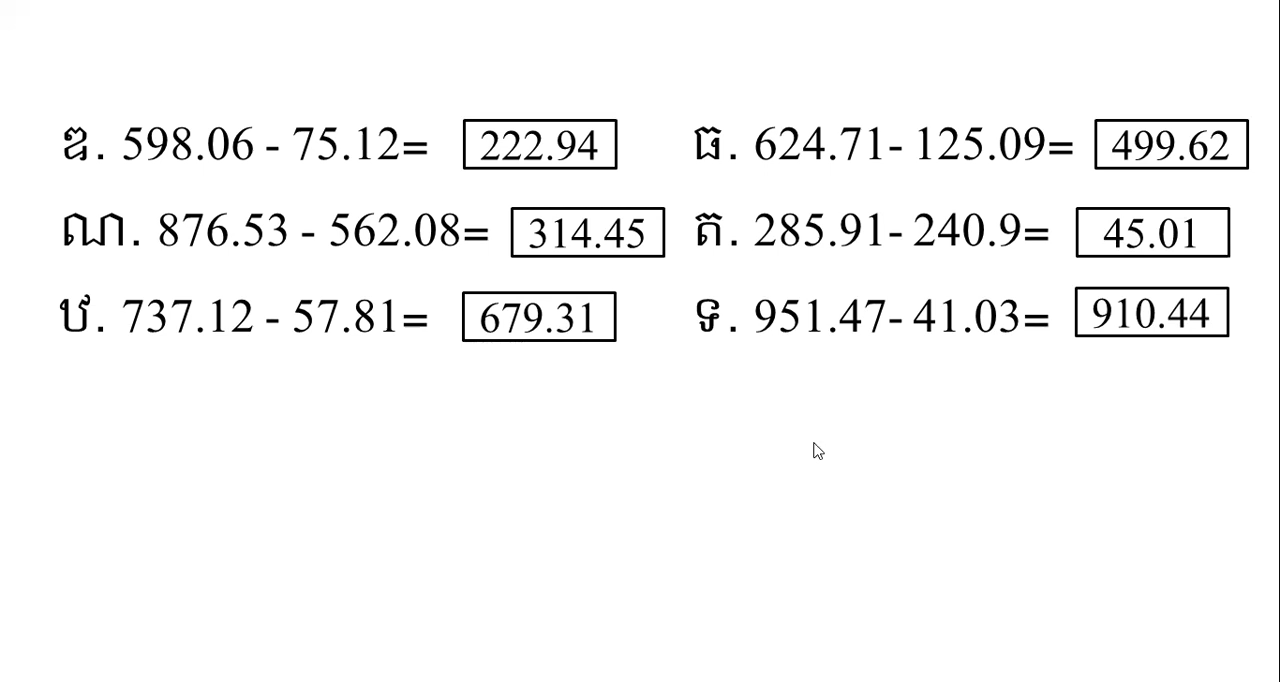 ឌ. 598.06 - 75.12= 222.94
ណ. 876.53 - 562.08= 314.45
ឋ. 737.12 - 57.81= 679.31
ធ. 624.71- 125.09= 499.62
ត. 285.91- 240.9= 45.01
ទ. 951.47- 41.03= 910.44